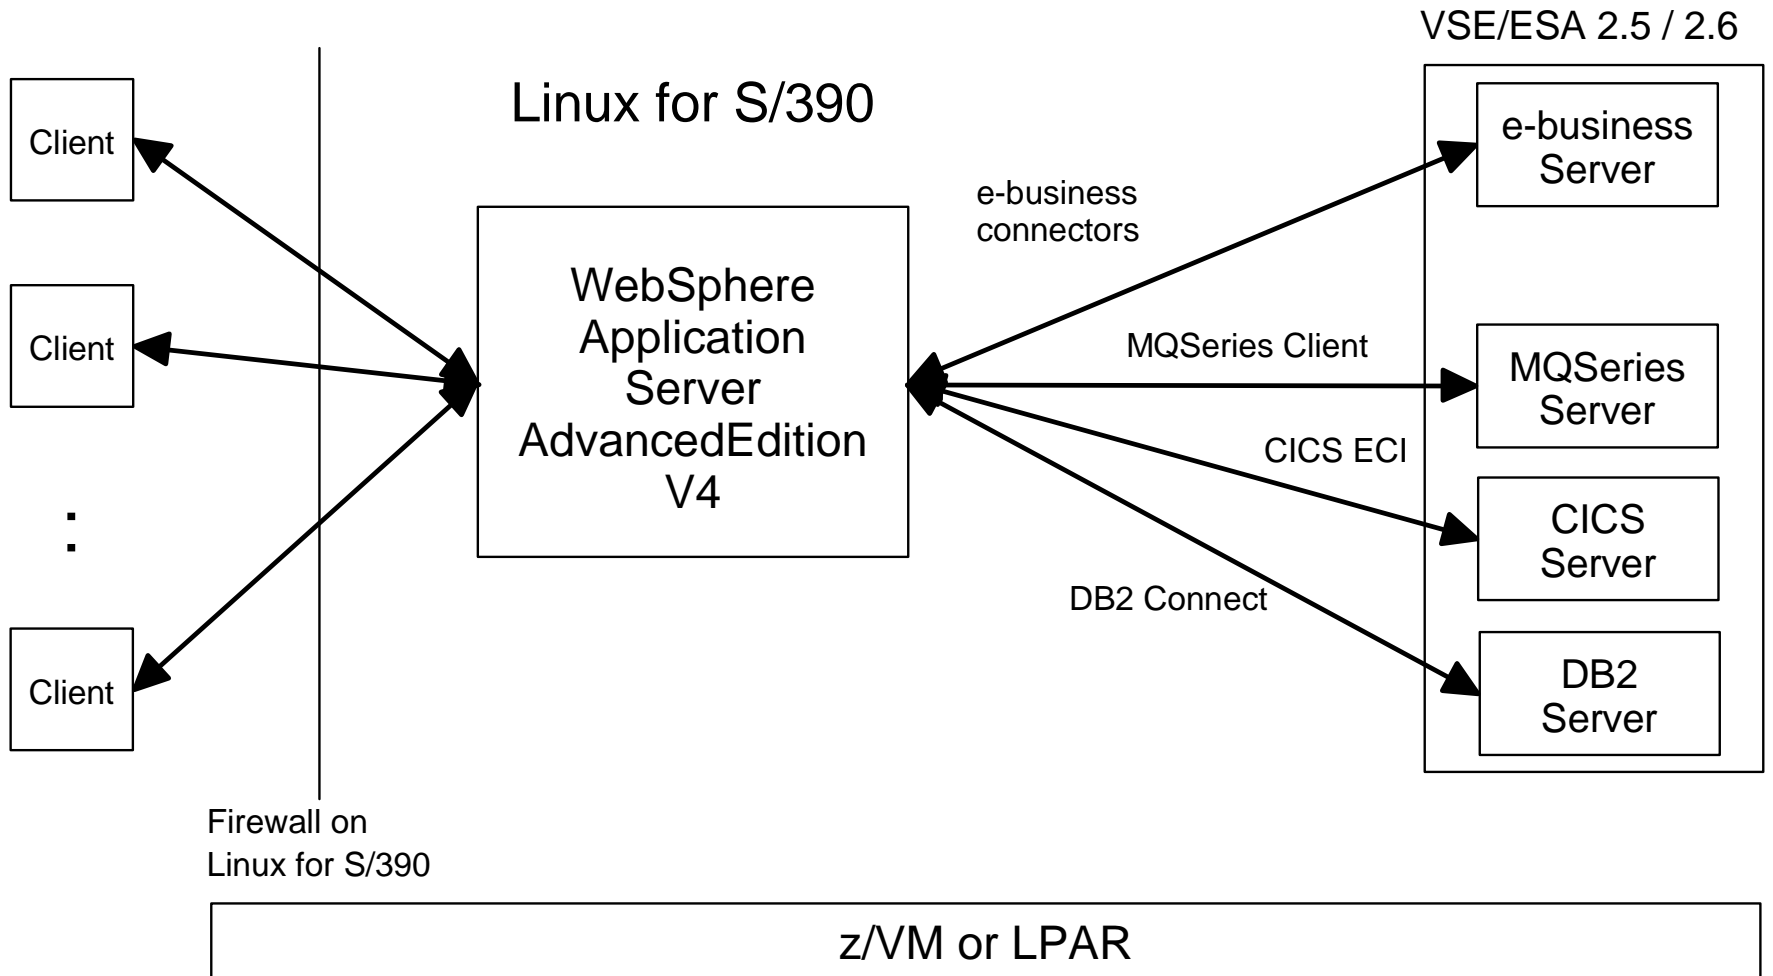 VSE/ESA 2.5 / 2.6
Linux for S/390
Client
Client
:
Client
WebSphere
Application
Server
AdvancedEdition
V4
e-business
connectors
MQSeries Client
CICS ECI
DB2 Connect
e-business
Server
MQSeries
Server
CICS
Server
DB2
Server
Firewall on
Linux for S/390
z/VM or LPAR